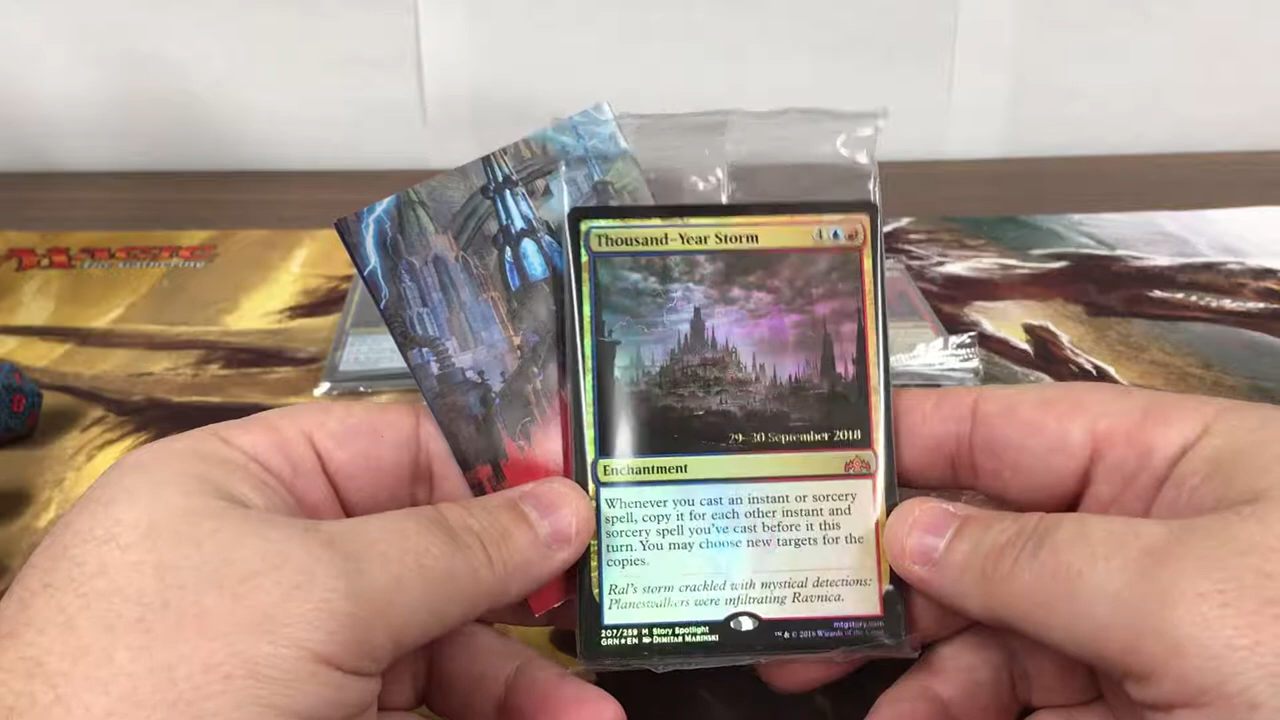 MAGIC
The Gathering
Thousand-Year Storm
4
29–30 September 2018
Enchantment
Whenever you cast an instant or sorcery
spell, copy it for each other instant and
sorcery spell you've cast before it this
turn. You may choose new targets for the
copies.
Ral's storm crackled with mystical detections:
Planeswalkers were infiltrating Ravnica.
207/259 M Story Spotlight
GRN★EN DIMITAR MARINSKI
mtgstory.com
™ & © 2018 Wizards of the Coast